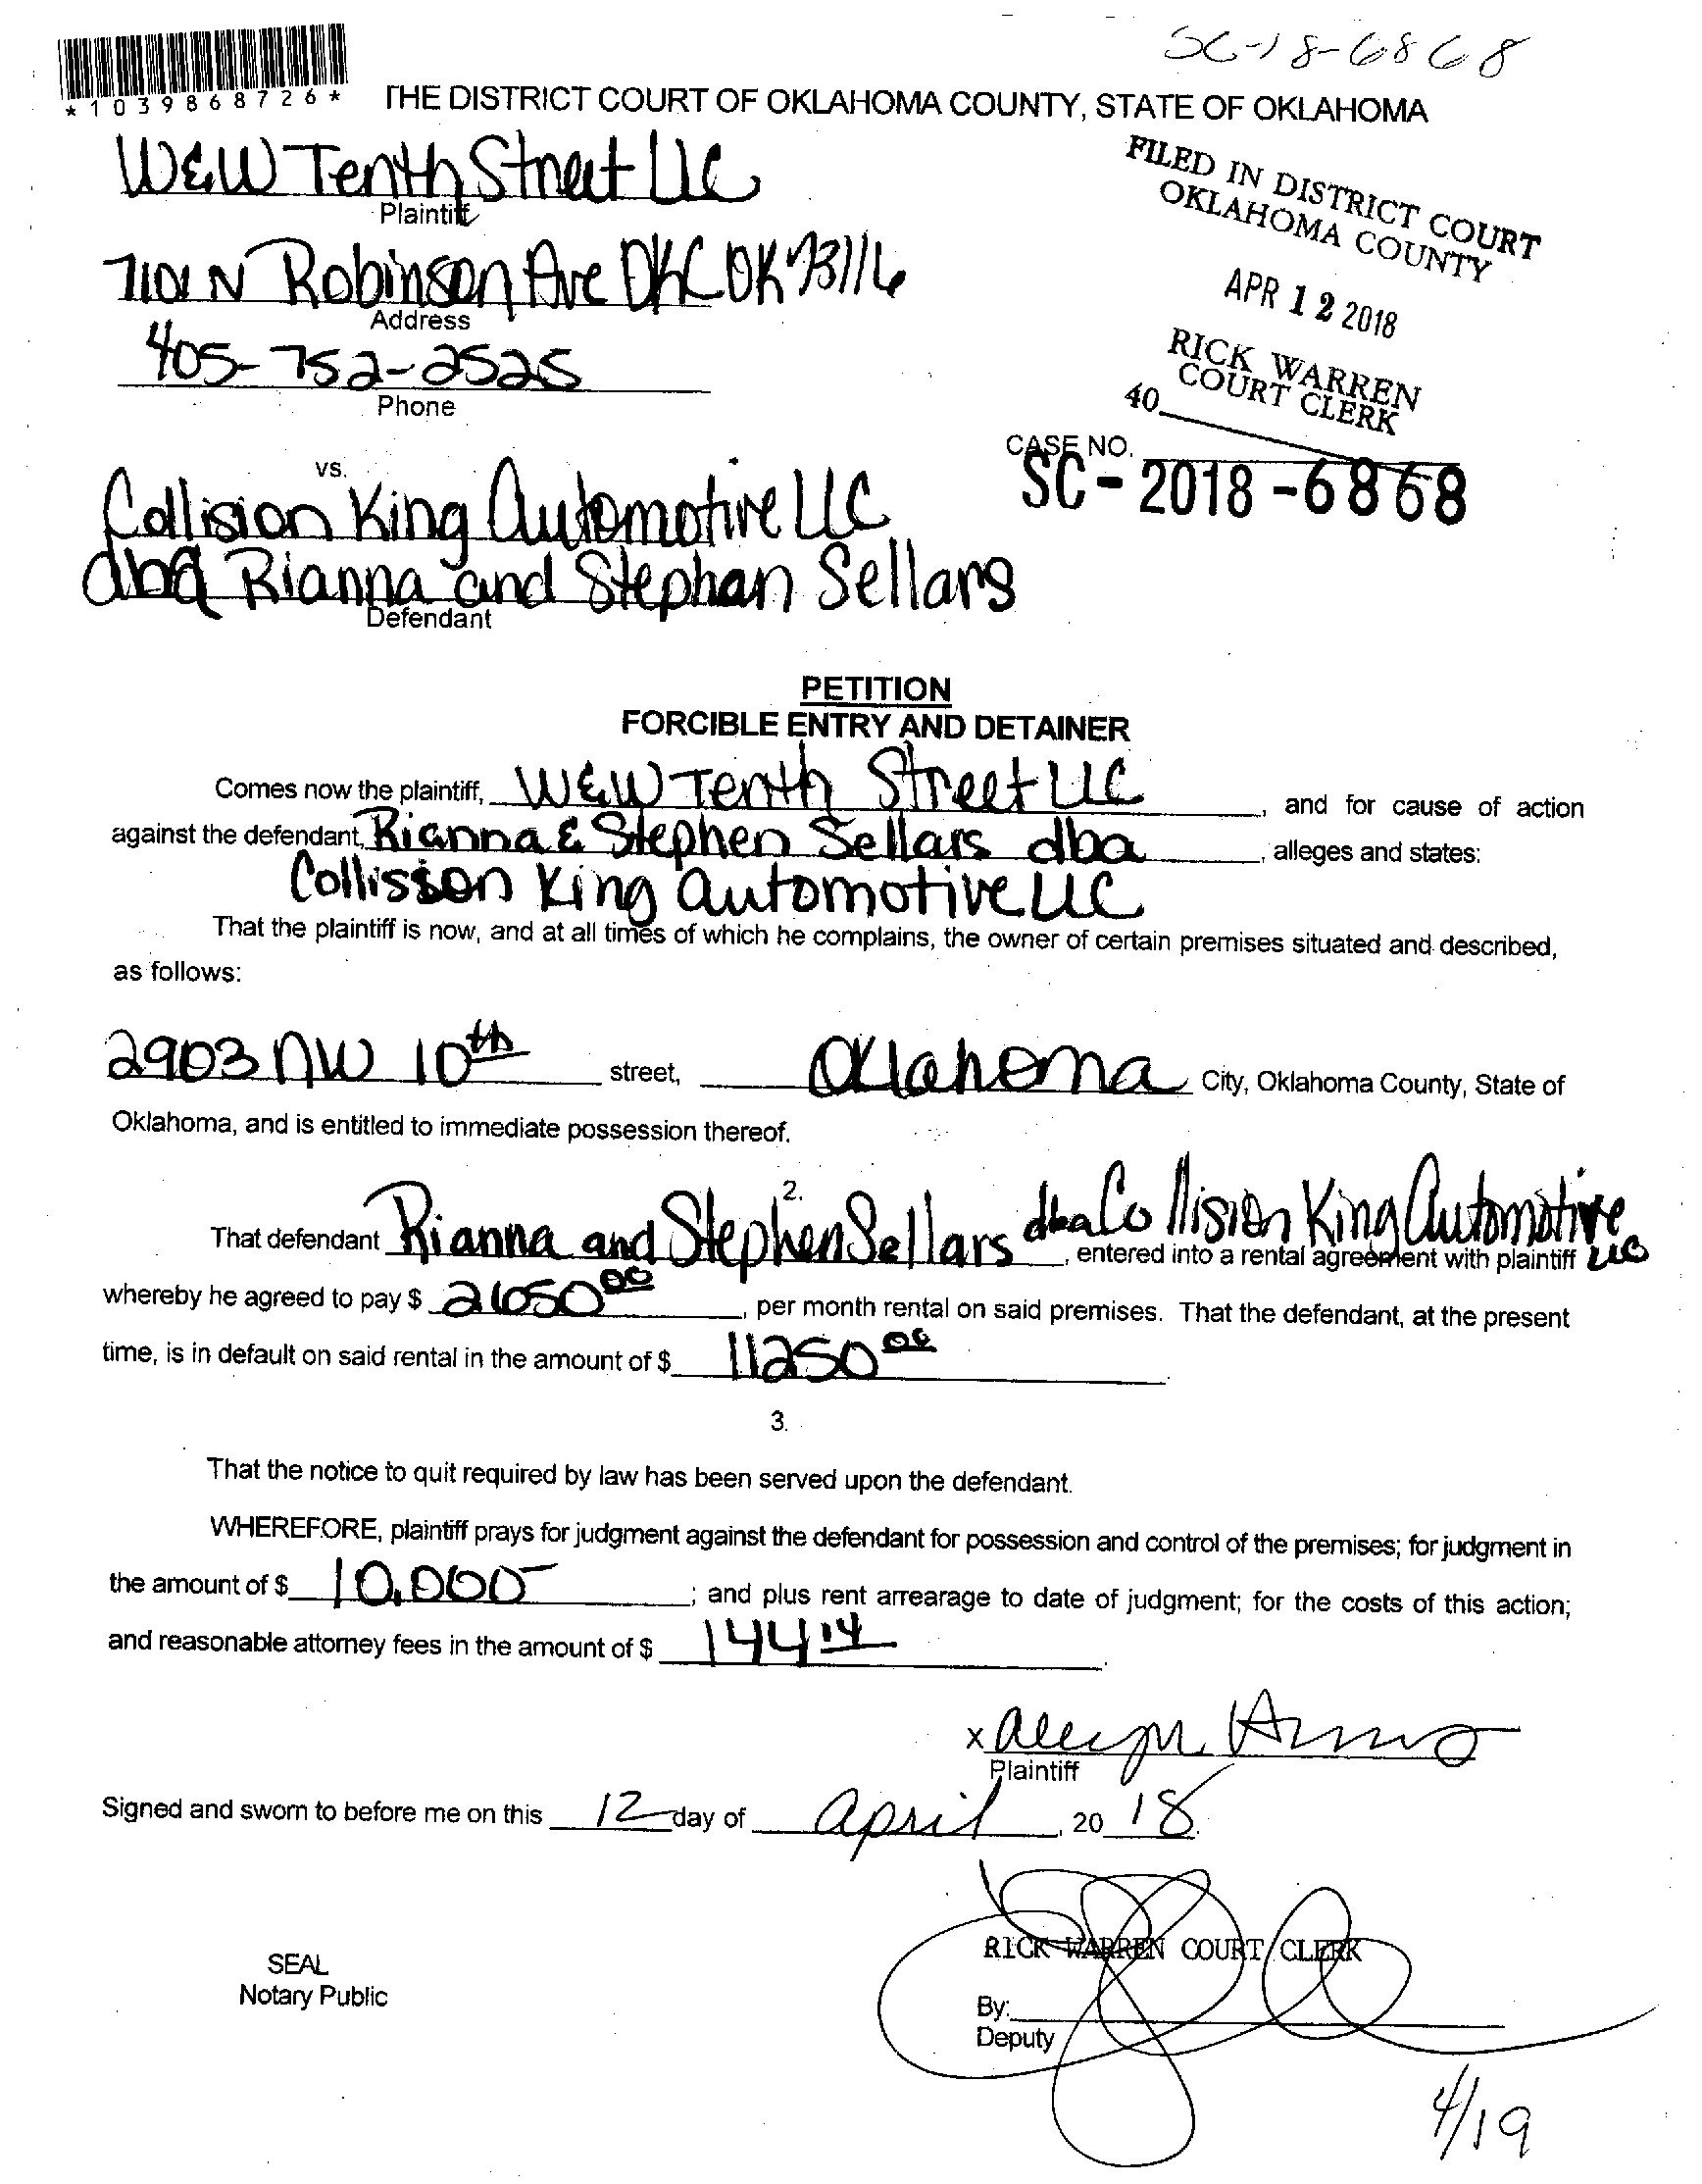 SC-18-6868
*1039868726*
THE DISTRICT COURT OF OKLAHOMA COUNTY, STATE OF OKLAHOMA
W&W Tenth Street LLC
Plaintiff
FILED IN DISTRICT COURT
OKLAHOMA COUNTY
7101 N Robinson Ave OKC OK 73116
Address
APR 12 2018
405-752-2525
Phone
RICK WARREN
COURT CLERK
40
CASE NO.
SC-2018-6868
vs.
Collision King Automotive LLC
dba Rianna and Stephan Sellars
Defendant
PETITION
FORCIBLE ENTRY AND DETAINER
Comes now the plaintiff, W&W Tenth Street LLC, and for cause of action
against the defendant, Rianna & Stephen Sellars dba, alleges and states:
Collission King Automotive LLC
That the plaintiff is now, and at all times of which he complains, the owner of certain premises situated and described,
as follows:
2903 NW 10th street, Oklahoma City, Oklahoma County, State of
Oklahoma, and is entitled to immediate possession thereof.
2.
That defendant Rianna and Stephen Sellars dba Collision King Automotive LLC, entered into a rental agreement with plaintiff
whereby he agreed to pay $ 2650 00, per month rental on said premises. That the defendant, at the present
time, is in default on said rental in the amount of $ 11250 00
3.
That the notice to quit required by law has been served upon the defendant.
WHEREFORE, plaintiff prays for judgment against the defendant for possession and control of the premises; for judgment in
the amount of $ 10,000-; and plus rent arrearage to date of judgment; for the costs of this action;
and reasonable attorney fees in the amount of $ 144 14.
x
Plaintiff
Signed and sworn to before me on this 12 day of April, 20 18.
RICK WARREN COURT CLERK
SEAL
Notary Public
By:
Deputy
4/19